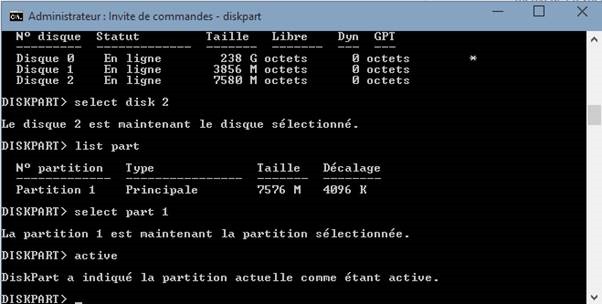 Administrateur : Invite de commandes - diskpart
N° disque Statut Taille Libre Dyn GPT
--------- ------------- ------- ------- --- ---
Disque 0 En ligne 238 G octets 0 octets *
Disque 1 En ligne 3856 M octets 0 octets
Disque 2 En ligne 7580 M octets 0 octets
DISKPART> select disk 2
Le disque 2 est maintenant le disque sélectionné.
DISKPART> list part
N° partition Type Taille Décalage
------------- ---------------- ------- --------
Partition 1 Principale 7576 M 4096 K
DISKPART> select part 1
La partition 1 est maintenant la partition sélectionnée.
DISKPART> active
DiskPart a indiqué la partition actuelle comme étant active.
DISKPART> _